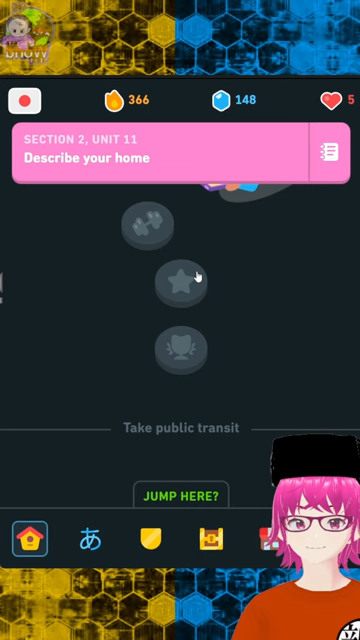 366
148
5
SECTION 2, UNIT 11
Describe your home
Take public transit
JUMP HERE?
あ